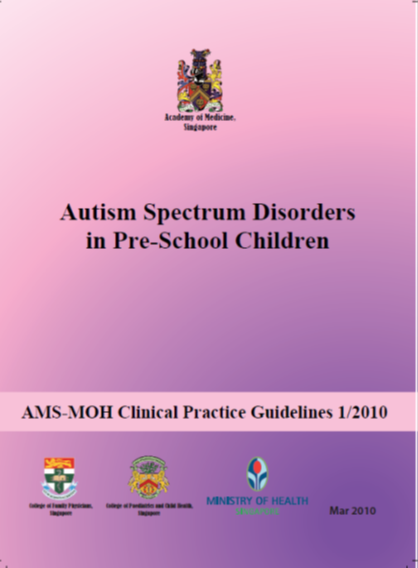 Academy of Medicine,
Singapore
Autism Spectrum Disorders
in Pre-School Children
AMS-MOH Clinical Practice Guidelines 1/2010
College of Family Physicians,
Singapore
College of Paediatrics and Child Health,
Singapore
MINISTRY OF HEALTH
SINGAPORE
Mar 2010